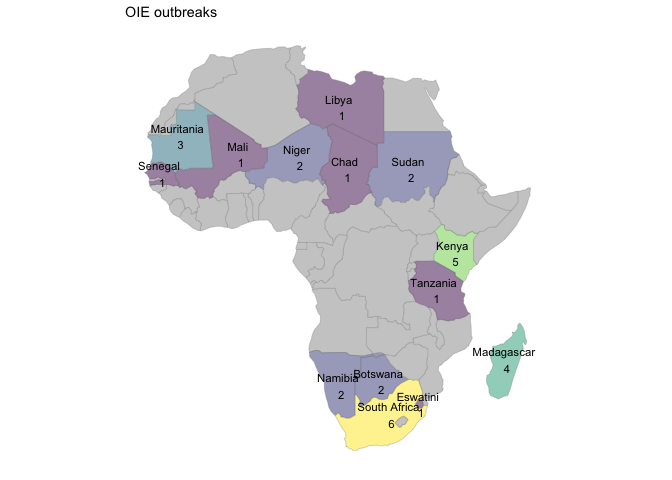 OIE outbreaks
Libya
1
Mauritania
3
Mali
1
Niger
2
Chad
1
Sudan
2
Senegal
1
Kenya
5
Tanzania
1
Madagascar
4
Namibia
2
Botswana
2
Eswatini
1
South Africa
6